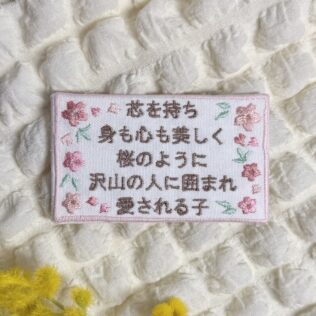 芯を持ち
身も心も美しく
桜のように
沢山の人に囲まれ
愛される子